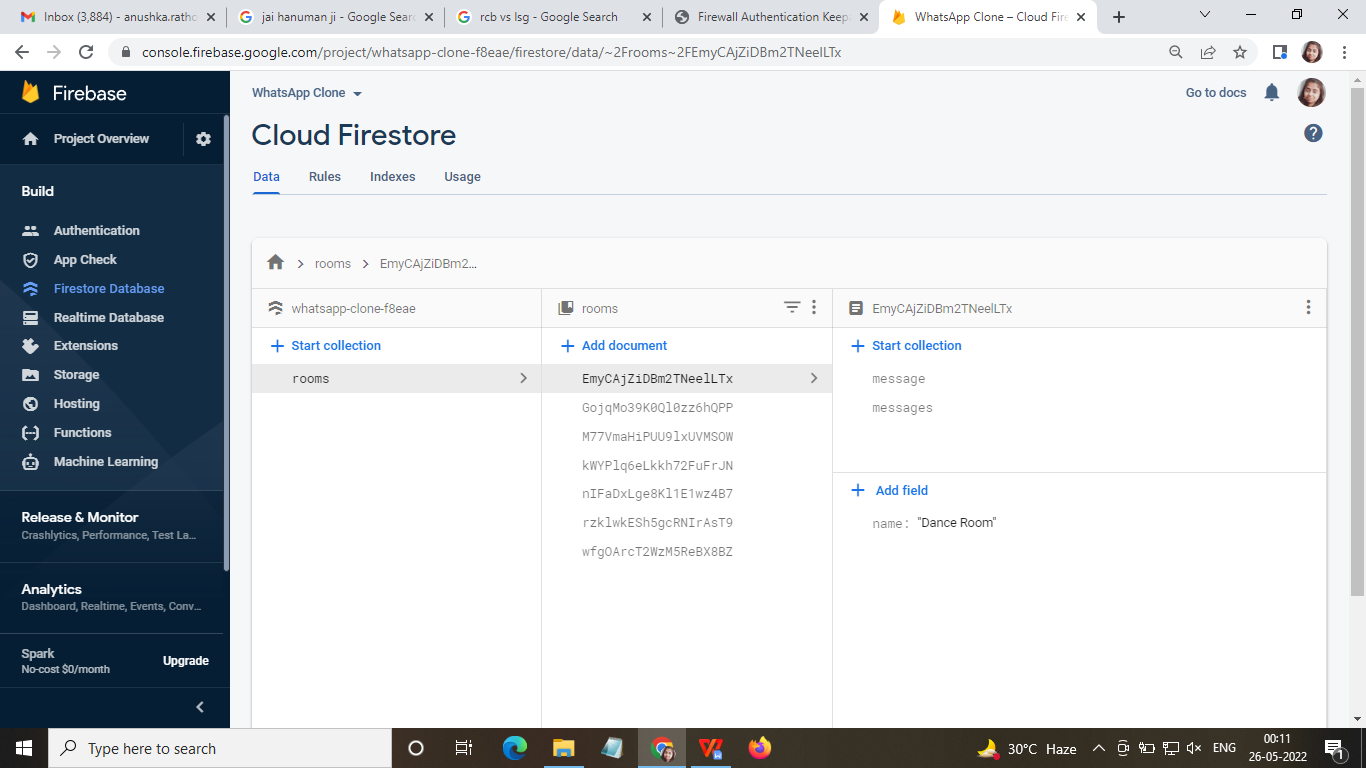 Inbox (3,884) - anushka.ratho
jai hanuman ji - Google Sear
rcb vs lsg - Google Search
Firewall Authentication Keep
WhatsApp Clone – Cloud Fire
console.firebase.google.com/project/whatsapp-clone-f8eae/firestore/data/~2Frooms~2FEmyCAjZiDBm2TNeelLTx
Firebase
WhatsApp Clone
Go to docs
Project Overview
Cloud Firestore
Data Rules Indexes Usage
Build
Authentication
App Check
Firestore Database
Realtime Database
Extensions
Storage
Hosting
Functions
Machine Learning
Release & Monitor
Crashlytics, Performance, Test La...
Analytics
Dashboard, Realtime, Events, Conv...
Spark
No-cost $0/month
Upgrade
rooms
EmyCAjZiDBm2...
whatsapp-clone-f8eae
Start collection
rooms
rooms
Add document
EmyCAjZiDBm2TNeelLTx
GojqMo39K0Ql0zz6hQPP
M77VmaHiPUU9lxUVMSOW
kWYPlq6eLkkh72FuFrJN
nIFaDxLge8Kl1E1wz4B7
rzklwkESh5gcRNIrAsT9
wfgOArcT2WzM5ReBX8BZ
EmyCAjZiDBm2TNeelLTx
Start collection
message
messages
Add field
name: "Dance Room"
Type here to search
30°C Haze
ENG
00:11
26-05-2022
1